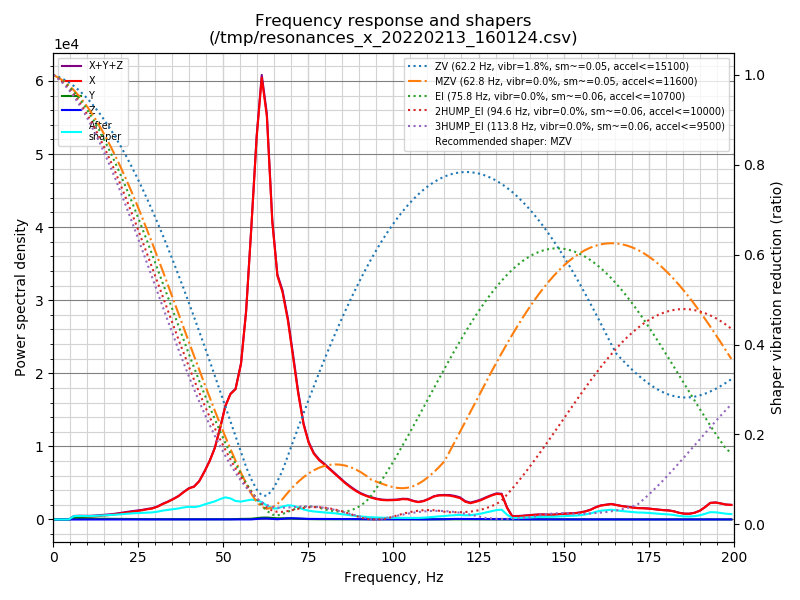 Frequency response and shapers
(/tmp/resonances_x_20220213_160124.csv)
1e4
X+Y+Z
X
Y
Z
After
shaper
ZV (62.2 Hz, vibr=1.8%, sm~=0.05, accel<=15100)
MZV (62.8 Hz, vibr=0.0%, sm~=0.05, accel<=11600)
EI (75.8 Hz, vibr=0.0%, sm~=0.06, accel<=10700)
2HUMP_EI (94.6 Hz, vibr=0.0%, sm~=0.06, accel<=10000)
3HUMP_EI (113.8 Hz, vibr=0.0%, sm~=0.06, accel<=9500)
Recommended shaper: MZV
6
5
4
3
2
1
0
Power spectral density
1.0
0.8
0.6
0.4
0.2
0.0
Shaper vibration reduction (ratio)
0 25 50 75 100 125 150 175 200
Frequency, Hz